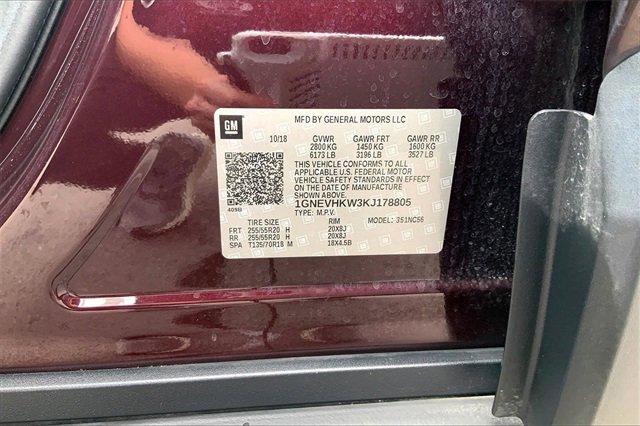 GM
MFD BY GENERAL MOTORS LLC
10/18 GVWR GAWR FRT GAWR RR
2800 KG 1450 KG 1600 KG
6173 LB 3196 LB 3527 LB
THIS VEHICLE CONFORMS TO ALL
APPLICABLE U.S. FEDERAL MOTOR
VEHICLE SAFETY STANDARDS IN EFFECT
ON THE DATE OF MANUFACTURE
SHOWN ABOVE.
4098
1GNEVHKW3KJ178805
TYPE: M.P.V. MODEL: 351NC56
TIRE SIZE RIM
FRT 255/55R20 H 20X8J
RR 255/55R20 H 20X8J
SPA T135/70R18 M 18X4.5B